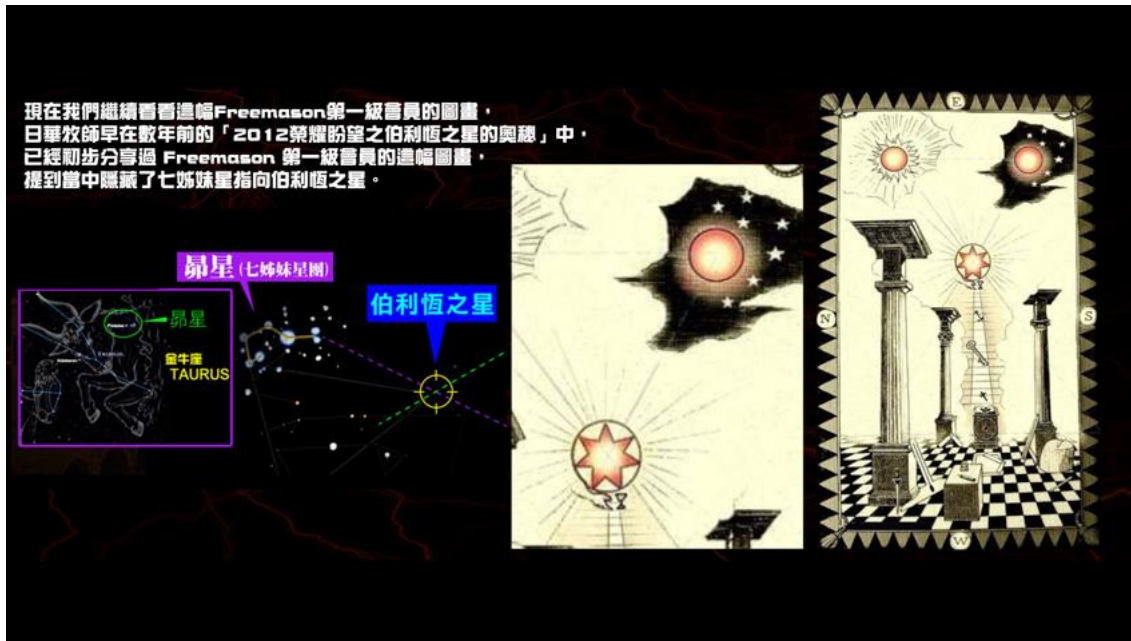 現在我們繼續看看這幅Freemason第一級會員的圖畫，
日華牧師早在数年前的「2012榮耀盼望之伯利恆之星的奧秘」中，
已經初步分享過 Freemason 第一級會員的這幅圖畫，
提到當中隱藏了七姊妹星指向伯利恆之星。
昴星(七姊妹星團)
伯利恆之星
昴星
金牛座
TAURUS
E
N
S
W